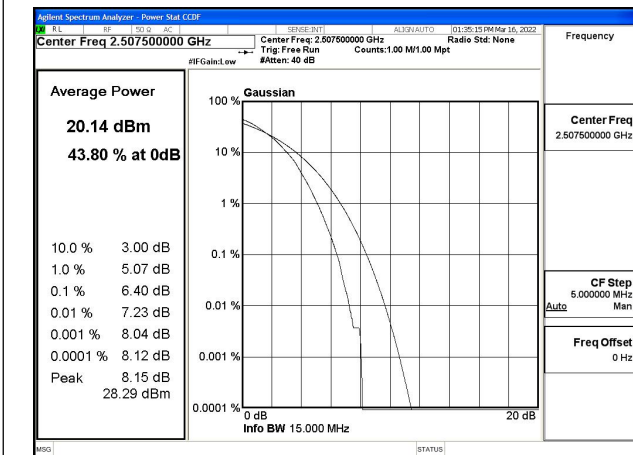 Agilent Spectrum Analyzer - Power Stat CCDF
RL RF 50 Ω AC SENSE:INT ALIGN AUTO 01:35:15 PM Mar 16, 2022
Center Freq 2.507500000 GHz
Center Freq: 2.507500000 GHz Radio Std: None
Trig: Free Run Counts:1.00 M/1.00 Mpt
#IFGain:Low #Atten: 40 dB
Frequency
Average Power
20.14 dBm
43.80 % at 0dB
10.0 % 3.00 dB
1.0 % 5.07 dB
0.1 % 6.40 dB
0.01 % 7.23 dB
0.001 % 8.04 dB
0.0001 % 8.12 dB
Peak 8.15 dB
28.29 dBm
Gaussian
100 %
10 %
1 %
0.1 %
0.01 %
0.001 %
0.0001 %
0 dB 20 dB
Info BW 15.000 MHz
Center Freq
2.507500000 GHz
CF Step
5.000000 MHz
Auto Man
Freq Offset
0 Hz
MSG STATUS